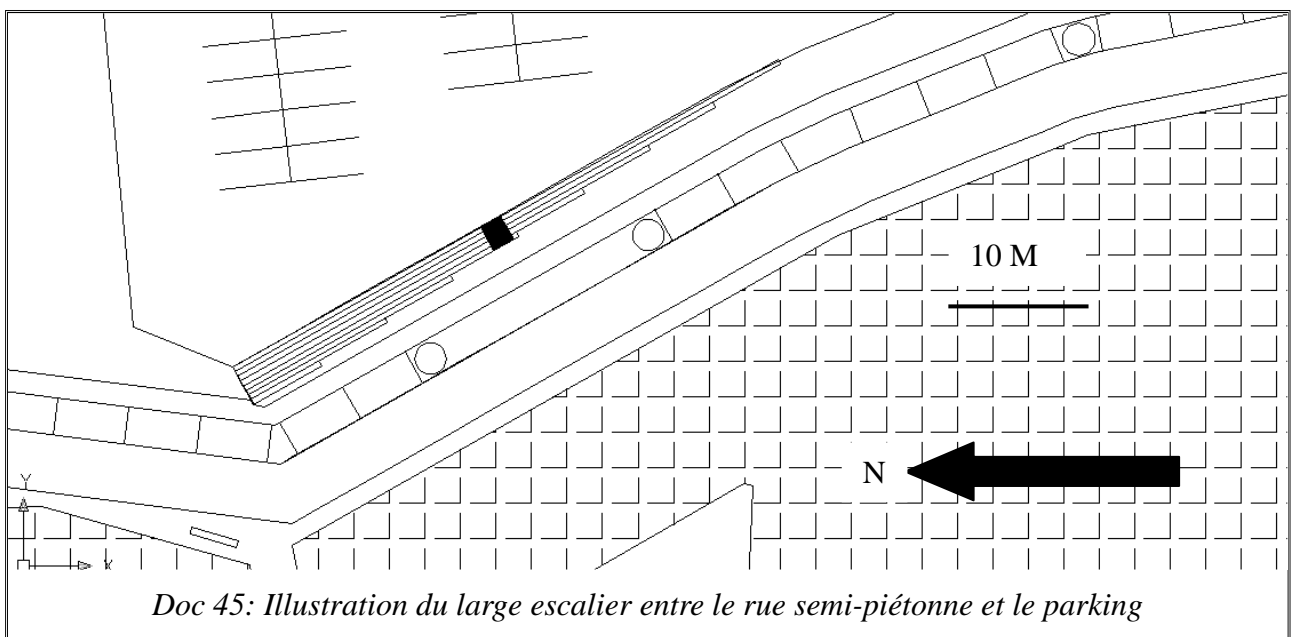 10 M
N
Y
X
Doc 45: Illustration du large escalier entre le rue semi-piétonne et le parking